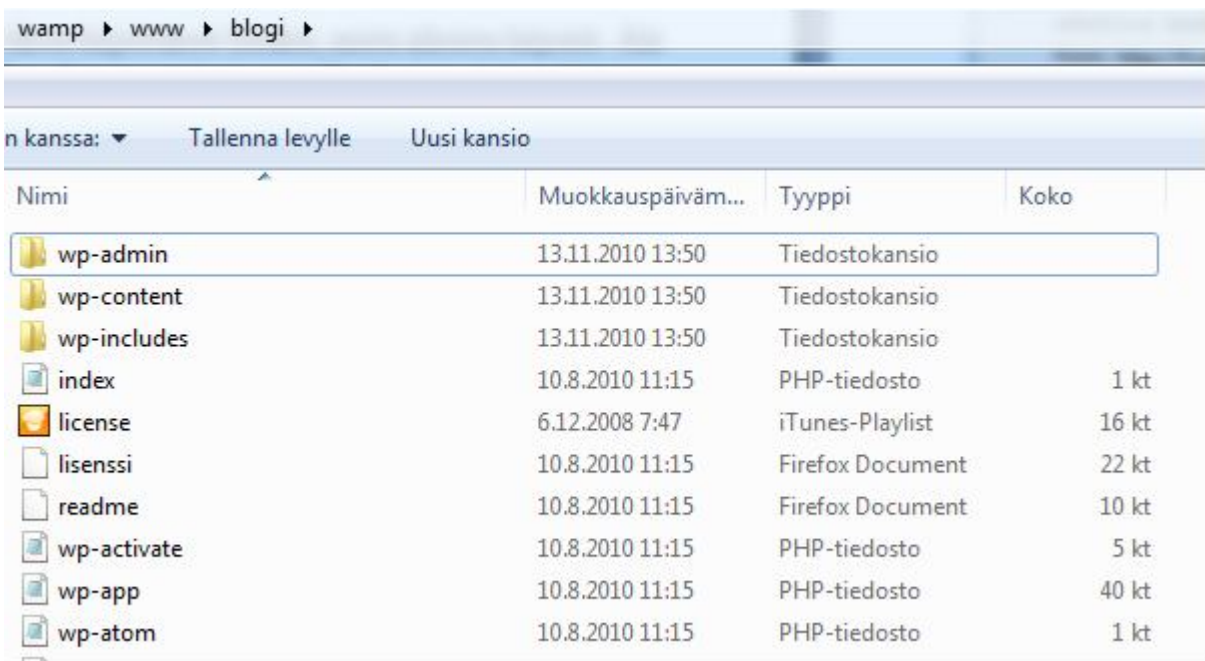 wamp ▸ www ▸ blogi ▸
n kanssa: ▾ Tallenna levylle Uusi kansio
Nimi Muokkauspäiväm... Tyyppi Koko
wp-admin 13.11.2010 13:50 Tiedostokansio
wp-content 13.11.2010 13:50 Tiedostokansio
wp-includes 13.11.2010 13:50 Tiedostokansio
index 10.8.2010 11:15 PHP-tiedosto 1 kt
license 6.12.2008 7:47 iTunes-Playlist 16 kt
lisenssi 10.8.2010 11:15 Firefox Document 22 kt
readme 10.8.2010 11:15 Firefox Document 10 kt
wp-activate 10.8.2010 11:15 PHP-tiedosto 5 kt
wp-app 10.8.2010 11:15 PHP-tiedosto 40 kt
wp-atom 10.8.2010 11:15 PHP-tiedosto 1 kt